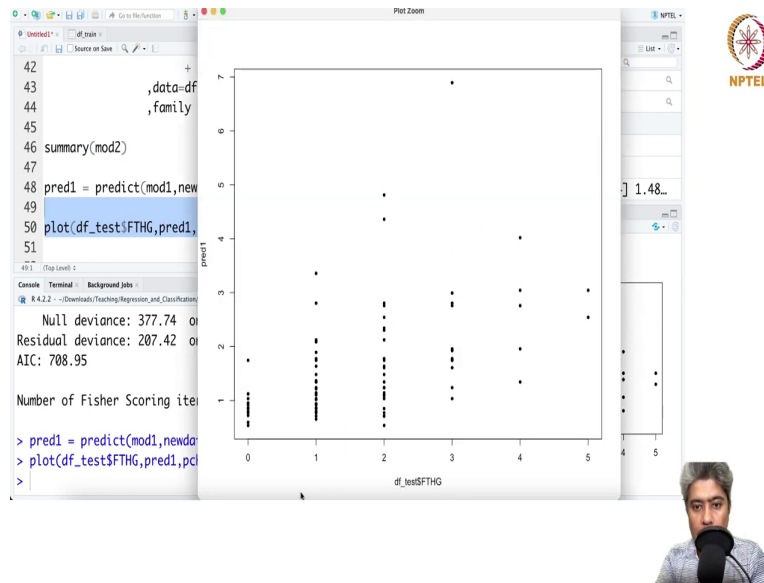 Go to file/function
Plot Zoom
NPTEL
Untitled1*
df_train
Source on Save
List
42 +
43 ,data=df
44 ,family
45
46 summary(mod2)
47
48 pred1 = predict(mod1,new
49
50 plot(df_test$FTHG,pred1,
51
49:1 (Top Level)
Console Terminal Background Jobs
R 4.2.2 · ~/Downloads/Teaching/Regression_and_Classification/
Null deviance: 377.74 o
Residual deviance: 207.42 o
AIC: 708.95
Number of Fisher Scoring ite
> pred1 = predict(mod1,newda
> plot(df_test$FTHG,pred1,pc
>
7
6
5
4
3
2
1
pred1
0 1 2 3 4 5
df_test$FTHG
] 1.48…
4 5
NPTEL